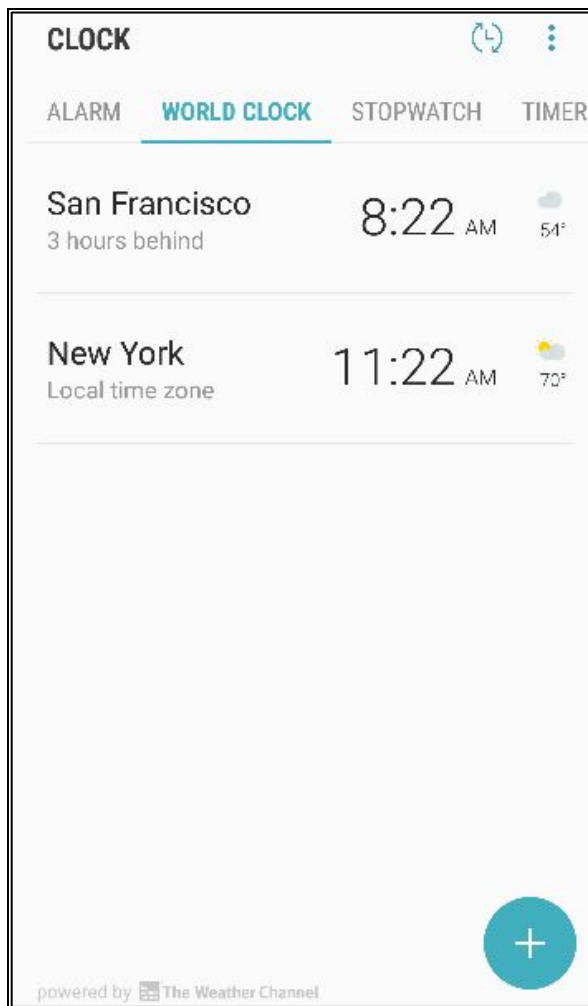 CLOCK
ALARM WORLD CLOCK STOPWATCH TIMER
San Francisco 8:22 AM
3 hours behind 54°
New York 11:22 AM
Local time zone 70°
powered by The Weather Channel